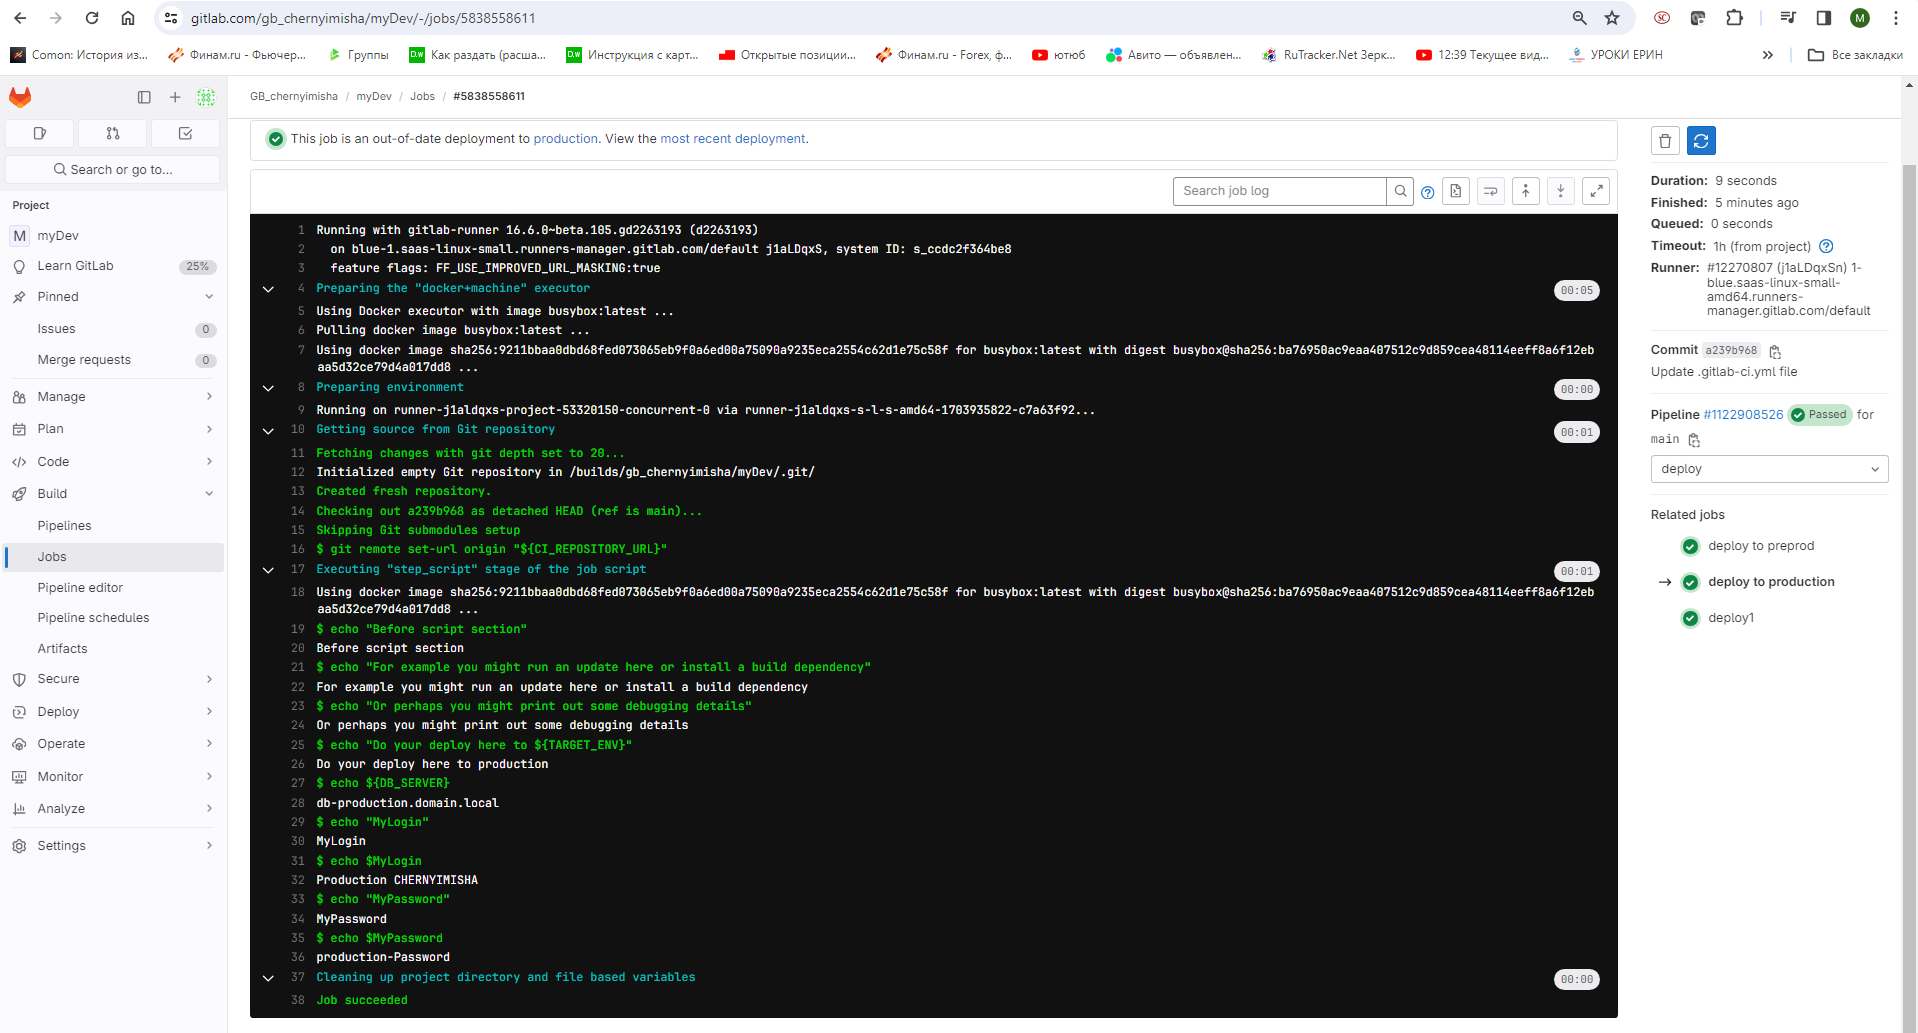 gitlab.com/gb_chernyimisha/myDev/-/jobs/5838558611
Comon: История из...
Финам.ru - Фьючер...
Группы
Как раздать (расша...
Инструкция с карт...
Открытые позиции...
Финам.ru - Forex, ф...
ютюб
Авито — объявлен...
RuTracker.Net Зерк...
12:39 Текущее вид...
УРОКИ ЕРИН
»
Все закладки
GB_chernyimisha / myDev / Jobs / #5838558611
Search or go to...
Project
M myDev
Learn GitLab 25%
Pinned
Issues 0
Merge requests 0
Manage
Plan
Code
Build
Pipelines
Jobs
Pipeline editor
Pipeline schedules
Artifacts
Secure
Deploy
Operate
Monitor
Analyze
Settings
This job is an out-of-date deployment to production. View the most recent deployment.
Search job log
1 Running with gitlab-runner 16.6.0~beta.105.gd2263193 (d2263193)
2 on blue-1.saas-linux-small.runners-manager.gitlab.com/default j1aLDqxS, system ID: s_ccdc2f364be8
3 feature flags: FF_USE_IMPROVED_URL_MASKING:true
4 Preparing the "docker+machine" executor 00:05
5 Using Docker executor with image busybox:latest ...
6 Pulling docker image busybox:latest ...
7 Using docker image sha256:9211bbaa0dbd68fed073065eb9f0a6ed00a75090a9235eca2554c62d1e75c58f for busybox:latest with digest busybox@sha256:ba76950ac9eaa407512c9d859cea48114eeff8a6f12eb
aa5d32ce79d4a017dd8 ...
8 Preparing environment 00:00
9 Running on runner-j1aldqxs-project-53320150-concurrent-0 via runner-j1aldqxs-s-l-s-amd64-1703935822-c7a63f92...
10 Getting source from Git repository 00:01
11 Fetching changes with git depth set to 20...
12 Initialized empty Git repository in /builds/gb_chernyimisha/myDev/.git/
13 Created fresh repository.
14 Checking out a239b968 as detached HEAD (ref is main)...
15 Skipping Git submodules setup
16 $ git remote set-url origin "${CI_REPOSITORY_URL}"
17 Executing "step_script" stage of the job script 00:01
18 Using docker image sha256:9211bbaa0dbd68fed073065eb9f0a6ed00a75090a9235eca2554c62d1e75c58f for busybox:latest with digest busybox@sha256:ba76950ac9eaa407512c9d859cea48114eeff8a6f12eb
aa5d32ce79d4a017dd8 ...
19 $ echo "Before script section"
20 Before script section
21 $ echo "For example you might run an update here or install a build dependency"
22 For example you might run an update here or install a build dependency
23 $ echo "Or perhaps you might print out some debugging details"
24 Or perhaps you might print out some debugging details
25 $ echo "Do your deploy here to ${TARGET_ENV}"
26 Do your deploy here to production
27 $ echo ${DB_SERVER}
28 db-production.domain.local
29 $ echo "MyLogin"
30 MyLogin
31 $ echo $MyLogin
32 Production CHERNYIMISHA
33 $ echo "MyPassword"
34 MyPassword
35 $ echo $MyPassword
36 production-Password
37 Cleaning up project directory and file based variables 00:00
38 Job succeeded
Duration: 9 seconds
Finished: 5 minutes ago
Queued: 0 seconds
Timeout: 1h (from project)
Runner: #12270807 (j1aLDqxSn) 1-
blue.saas-linux-small-
amd64.runners-
manager.gitlab.com/default
Commit a239b968
Update .gitlab-ci.yml file
Pipeline #1122908526 Passed for
main
deploy
Related jobs
deploy to preprod
→ deploy to production
deploy1